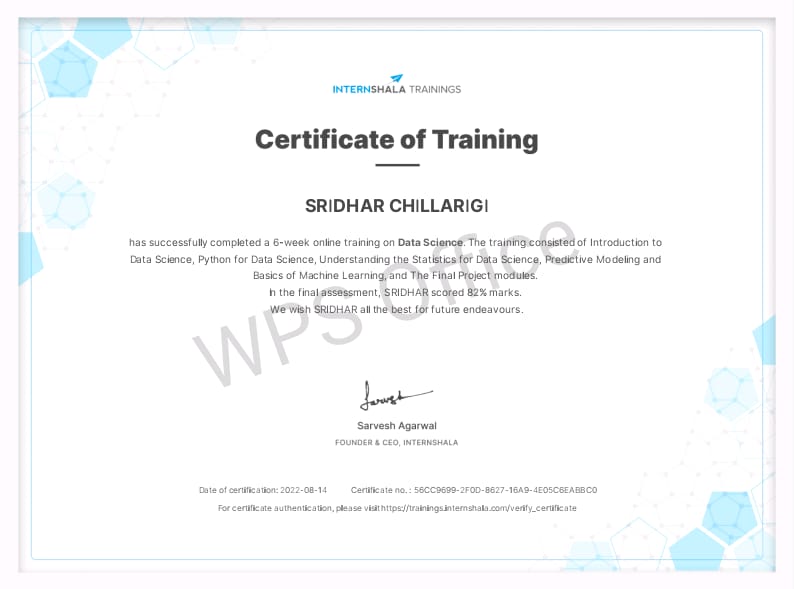 INTERNSHALA TRAININGS
Certificate of Training
SRIDHAR CHILLARIGI
has successfully completed a 6-week online training on Data Science. The training consisted of Introduction to
Data Science, Python for Data Science, Understanding the Statistics for Data Science, Predictive Modeling and
Basics of Machine Learning, and The Final Project modules.
In the final assessment, SRIDHAR scored 82% marks.
We wish SRIDHAR all the best for future endeavours.
WPS Office
Sarvesh
Sarvesh Agarwal
FOUNDER & CEO, INTERNSHALA
Date of certification: 2022-08-14 Certificate no. : 56CC9699-2F0D-8627-16A9-4E05C6EABBC0
For certificate authentication, please visit https://trainings.internshala.com/verify_certificate